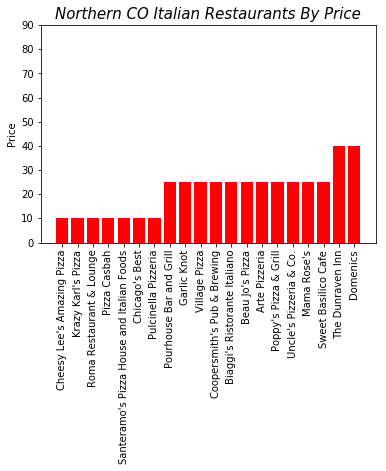 Northern CO Italian Restaurants By Price
90
80
70
60
50
40
30
20
10
0
Price
Cheesy Lee's Amazing Pizza
Krazy Karl's Pizza
Roma Restaurant & Lounge
Pizza Casbah
Santeramo's Pizza House and Italian Foods
Chicago's Best
Pulcinella Pizzeria
Pourhouse Bar and Grill
Garlic Knot
Village Pizza
Coopersmith's Pub & Brewing
Biaggi's Ristorante Italiano
Beau Jo's Pizza
Arte Pizzeria
Poppy's Pizza & Grill
Uncle's Pizzeria & Co.
Mama Rose's
Sweet Basilico Cafe
The Dunraven Inn
Domenics